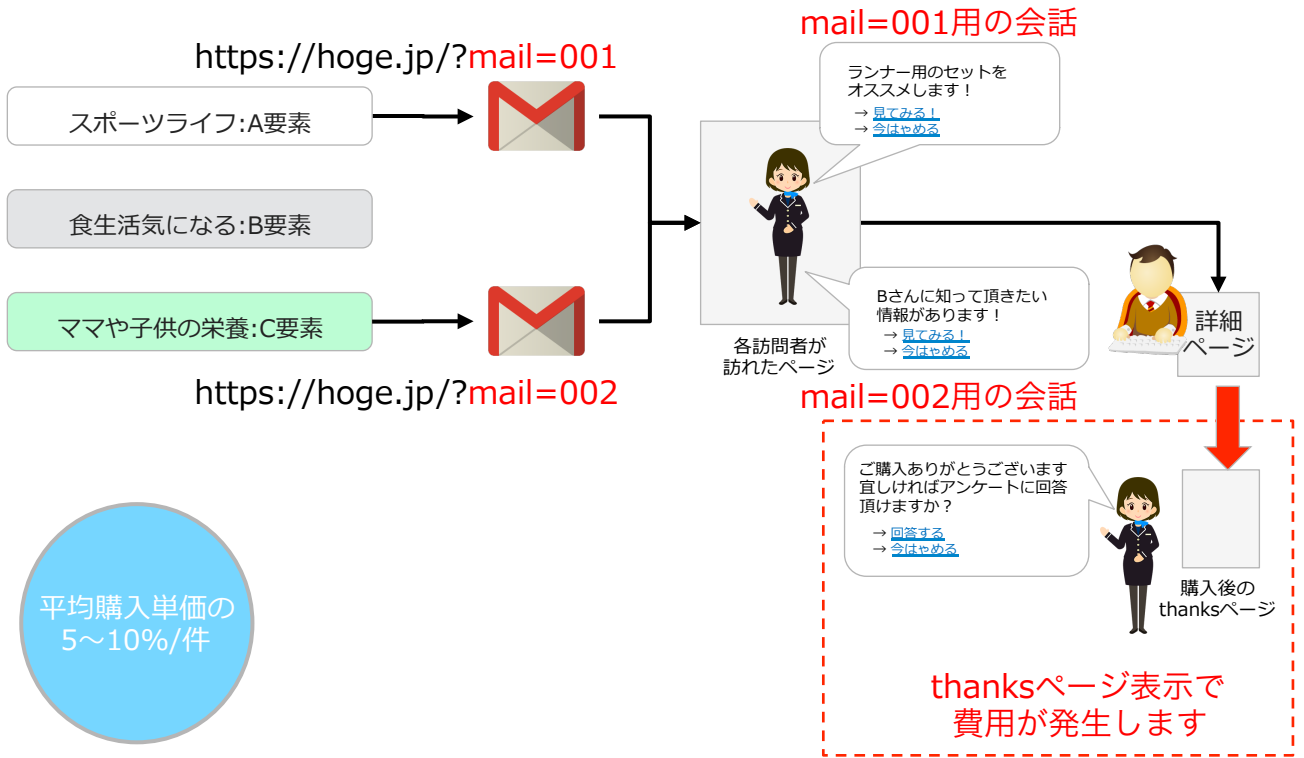 mail=001用の会話
https://hoge.jp/?mail=001
ランナー用のセットを
オススメします！
→ 見てみる！
→ 今はやめる
スポーツライフ:A要素
食生活気になる:B要素
ママや子供の栄養:C要素
Bさんに知って頂きたい
情報があります！
→ 見てみる！
→ 今はやめる
各訪問者が
訪れたページ
詳細
ページ
https://hoge.jp/?mail=002
mail=002用の会話
ご購入ありがとうございます
宜しければアンケートに回答
頂けますか？
→ 回答する
→ 今はやめる
購入後の
thanksページ
平均購入単価の
5～10%/件
thanksページ表示で
費用が発生します